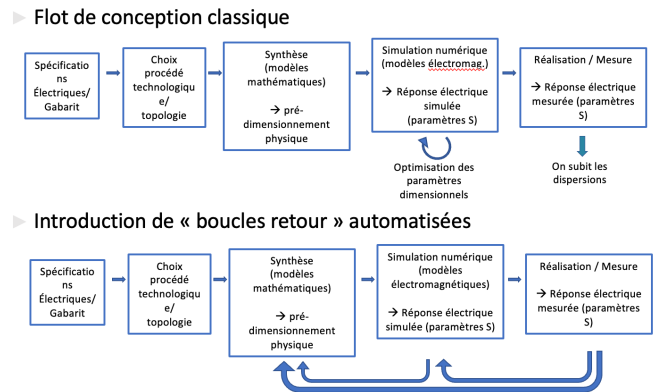 Flot de conception classique
Spécificatio
ns
Électriques/
Gabarit
Choix
procédé
technologiqu
e/
topologie
Synthèse
(modèles
mathématiques)
→ pré-
dimensionnement
physique
Simulation numérique
(modèles électromag.)
→ Réponse électrique
simulée
(paramètres S)
Réalisation / Mesure
→ Réponse électrique
mesurée (paramètres
S)
Optimisation des
paramètres
dimensionnels
On subit les
dispersions
Introduction de « boucles retour » automatisées
Spécificatio
ns
Électriques/
Gabarit
Choix
procédé
technologiqu
e/
topologie
Synthèse
(modèles
mathématiques)
→ pré-
dimensionnement
physique
Simulation numérique
(modèles
électromagnétiques)
→ Réponse électrique
simulée (paramètres S)
Réalisation / Mesure
→ Réponse électrique
mesurée (paramètres
S)